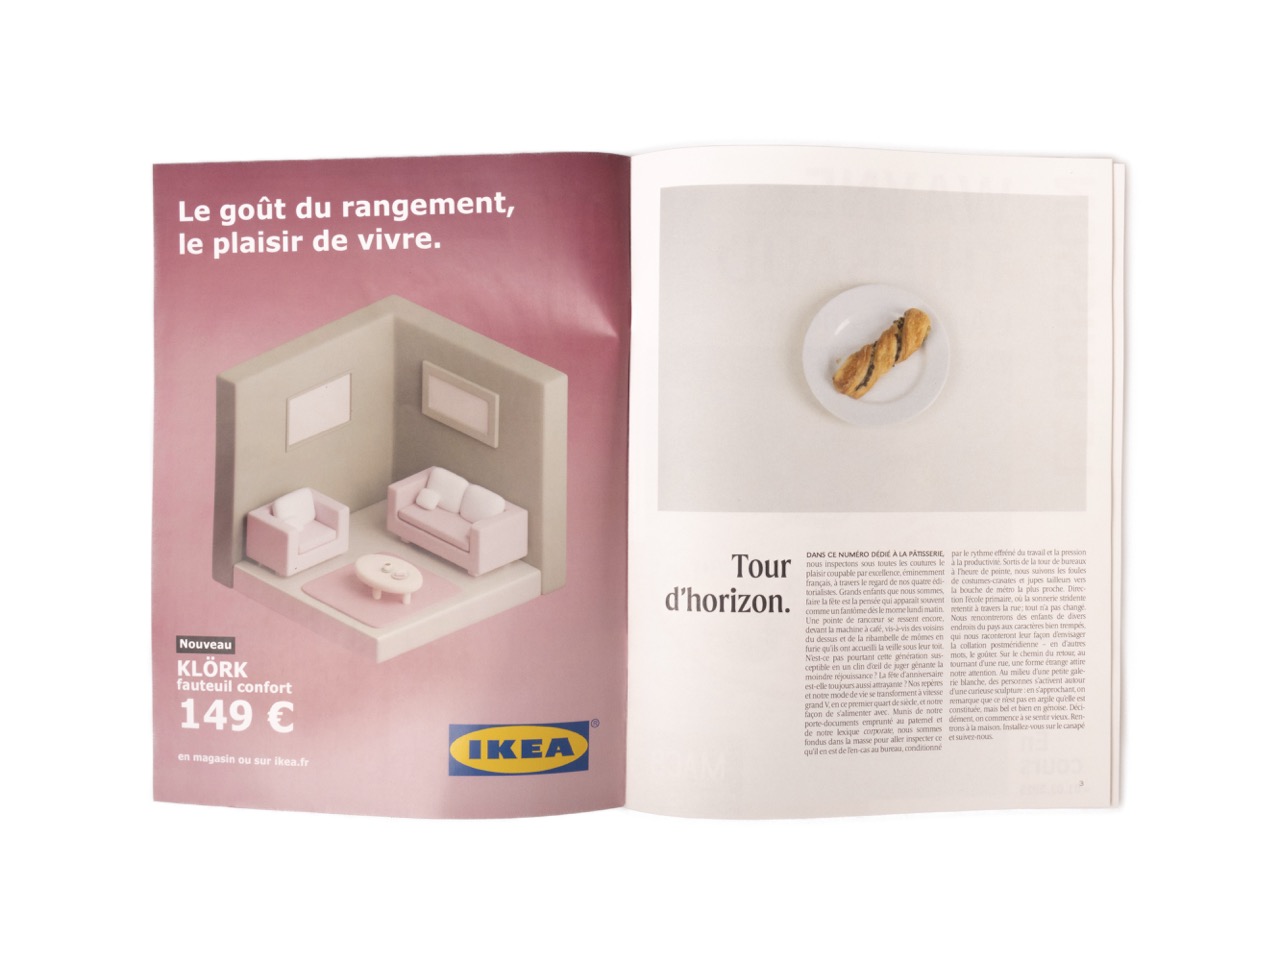 Le goût du rangement,
le plaisir de vivre.
Nouveau
KLÖRK
fauteuil confort
149 €
en magasin ou sur ikea.fr
IKEA®
Tour
d'horizon.
DANS CE NUMÉRO DÉDIÉ À LA PÂTISSERIE,
nous inspectons sous toutes les coutures le
plaisir coupable par excellence, éminemment
français, à travers le regard de nos quatre édi-
torialistes. Grands enfants que nous sommes,
faire la fête est la pensée qui apparaît souvent
comme un fantôme dès le morne lundi matin.
Une pointe de rancœur se ressent encore,
devant la machine à café, vis-à-vis des voisins
du dessus et de la ribambelle de mômes en
furie qu'ils ont accueilli la veille sous leur toit.
N'est-ce pas pourtant cette génération sus-
ceptible en un clin d'œil de juger gênante la
moindre réjouissance ? La fête d'anniversaire
est-elle toujours aussi attrayante ? Nos repères
et notre mode de vie se transforment à vitesse
grand V, en ce premier quart de siècle, et notre
façon de s'alimenter avec. Munis de notre
porte-documents emprunté au paternel et
de notre lexique corporate, nous sommes
fondus dans la masse pour aller inspecter ce
qu'il en est de l'en-cas au bureau, conditionné
par le rythme effréné du travail et la pression
à la productivité. Sortis de la tour de bureaux
à l'heure de pointe, nous suivons les foules
de costumes-cravates et jupes tailleurs vers
la bouche de métro la plus proche. Direc-
tion l'école primaire, où la sonnerie stridente
retentit à travers la rue; tout n'a pas changé.
Nous rencontrerons des enfants de divers
endroits du pays aux caractères bien trempés,
qui nous raconteront leur façon d'envisager
la collation postméridienne – en d'autres
mots, le goûter. Sur le chemin du retour, au
tournant d'une rue, une forme étrange attire
notre attention. Au milieu d'une petite gale-
rie blanche, des personnes s'activent autour
d'une curieuse sculpture : en s'approchant, on
remarque que ce n'est pas en argile qu'elle est
constituée, mais bel et bien en génoise. Déci-
dément, on commence à se sentir vieux. Ren-
trons à la maison. Installez-vous sur le canapé
et suivez-nous.
3